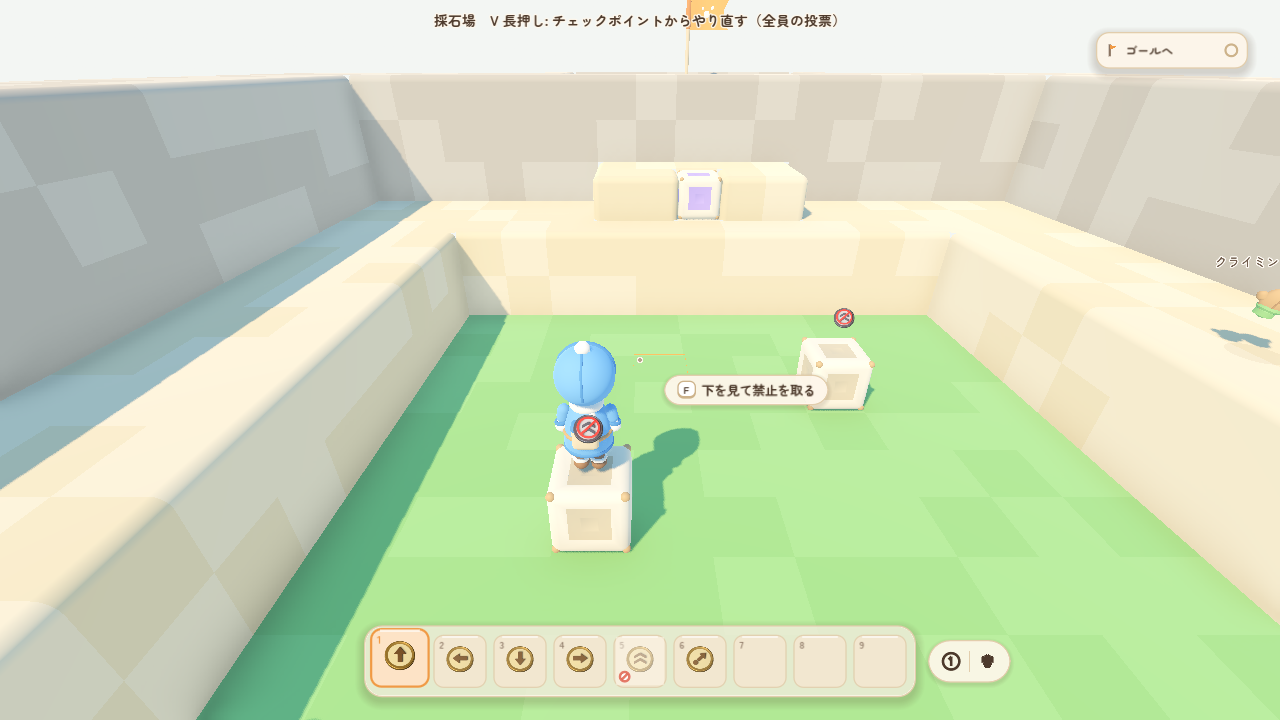 採石場 V 長押し: チェックポイントからやり直す（全員の投票）
ゴールへ
クライミン
F 下を見て禁止を取る
1 2 3 4 5 6 7 8 9
1